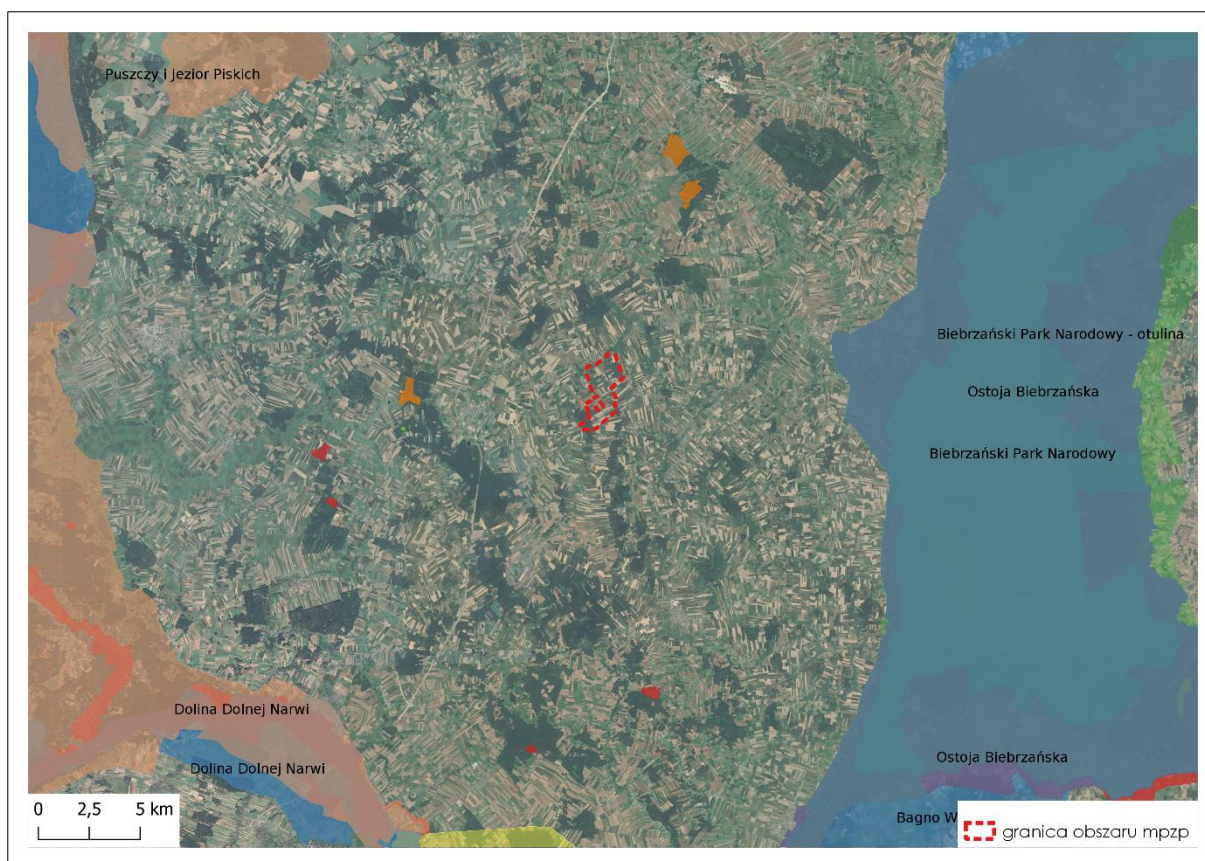 Puszczy i Jezior Piskich
Biebrzański Park Narodowy - otulina
Ostoja Biebrzańska
Biebrzański Park Narodowy
Dolina Dolnej Narwi
Dolina Dolnej Narwi
Ostoja Biebrzańska
Bagno
0 2,5 5 km
granica obszaru mpzp